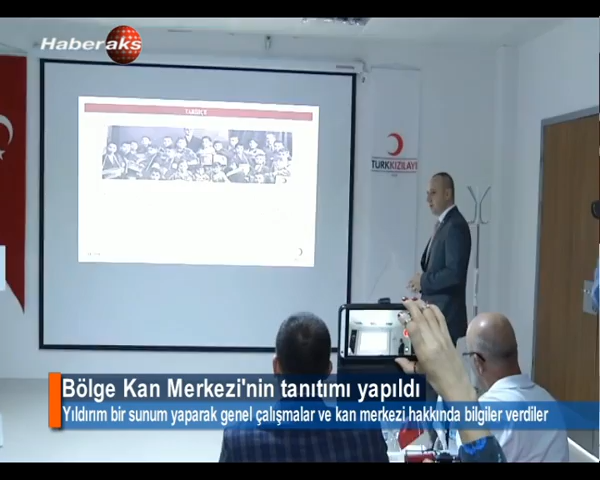 Haberaks
TÜRK KIZILAYI
Bölge Kan Merkezi'nin tanıtımı yapıldı
Yıldırım bir sunum yaparak genel çalışmalar ve kan merkezi hakkında bilgiler verdiler